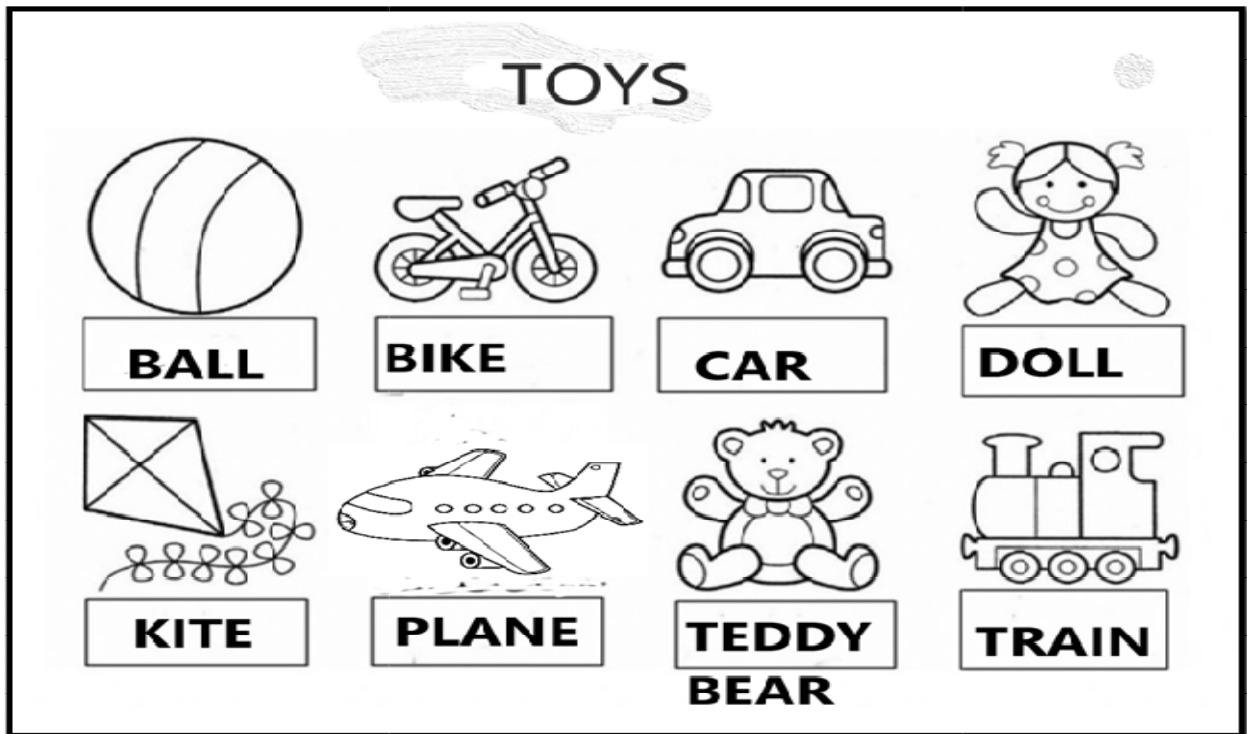 TOYS
BALL
BIKE
CAR
DOLL
KITE
PLANE
TEDDY
BEAR
TRAIN